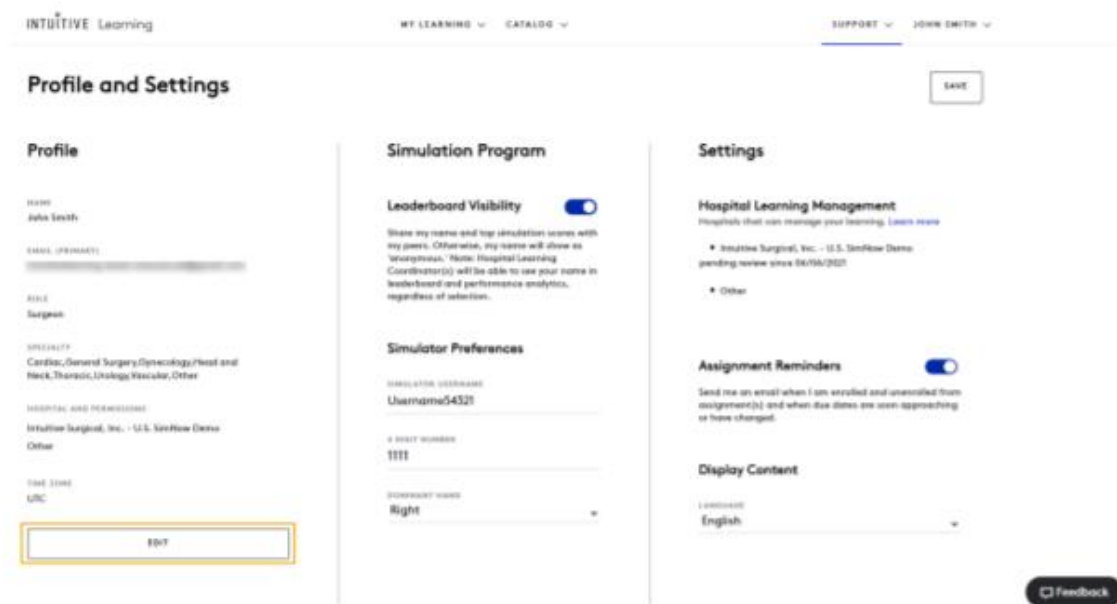 INTUITIVE Learning
MY LEARNING
CATALOG
SUPPORT
JOHN SMITH
Profile and Settings
SAVE
Profile
NAME
John Smith
EMAIL (PRIMARY)
ROLE
Surgeon
SPECIALTY
Cardiac,General Surgery,Gynecology,Head and
Neck,Thoracic,Urology,Vascular,Other
HOSPITAL AND PERMISSIONS
Intuitive Surgical, Inc. - U.S. SimNow Demo
Other
TIME ZONE
UTC
EDIT
Simulation Program
Leaderboard Visibility
Share my name and top simulation scores with
my peers. Otherwise, my name will show as
'anonymous.' Note: Hospital Learning
Coordinator(s) will be able to see your name in
leaderboard and performance analytics,
regardless of selection.
Simulator Preferences
SIMULATOR USERNAME
Username54321
4 DIGIT NUMBER
1111
DOMINANT HAND
Right
Settings
Hospital Learning Management
Hospitals that can manage your learning. Learn more
• Intuitive Surgical, Inc. - U.S. SimNow Demo
pending review since 06/06/2021
• Other
Assignment Reminders
Send me an email when I am enrolled and unenrolled from
assignment(s) and when due dates are soon approaching
or have changed.
Display Content
LANGUAGE
English
Feedback